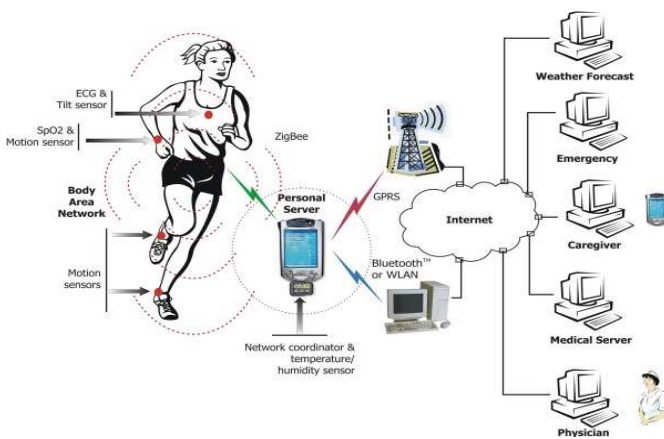 ECG &
Tilt sensor
SpO2 &
Motion sensor
Body
Area
Network
Motion
sensors
ZigBee
Personal
Server
Network coordinator &
temperature/
humidity sensor
GPRS
Bluetooth™
or WLAN
Internet
Weather Forecast
Emergency
Caregiver
Medical Server
Physician